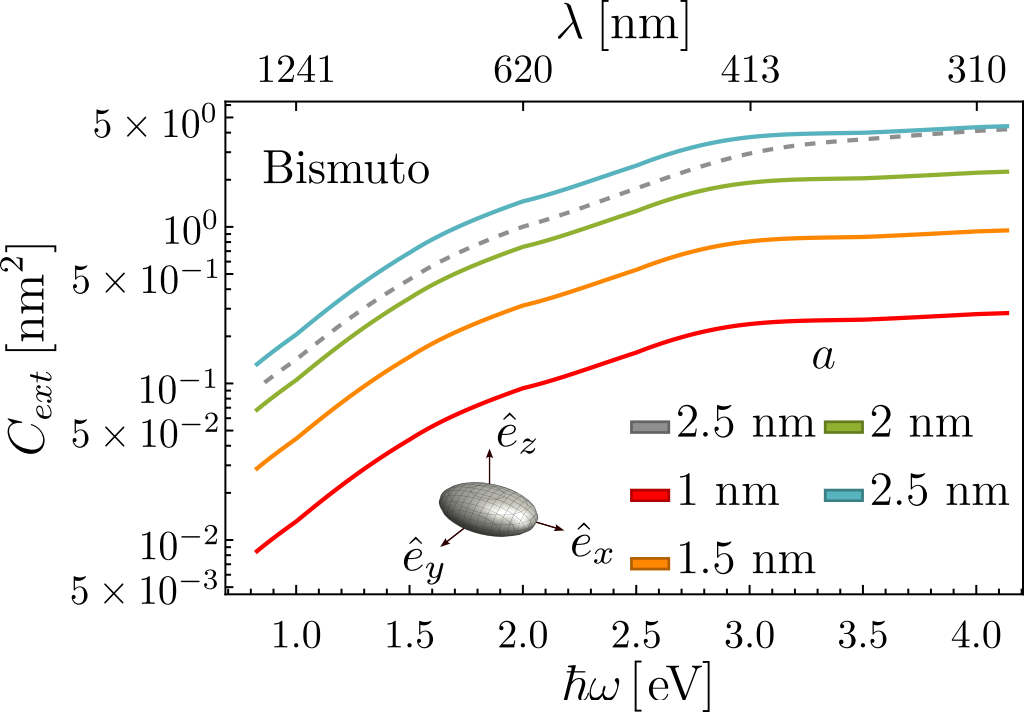 λ [nm]
1241 620 413 310
5 × 10⁰
Bismuto
10⁰
5 × 10⁻¹
C_ext [nm²]
10⁻¹
a
5 × 10⁻²
2.5 nm 2 nm
ê_z
1 nm 2.5 nm
10⁻²
ê_x
ê_y
1.5 nm
5 × 10⁻³
1.0 1.5 2.0 2.5 3.0 3.5 4.0
ħω [eV]